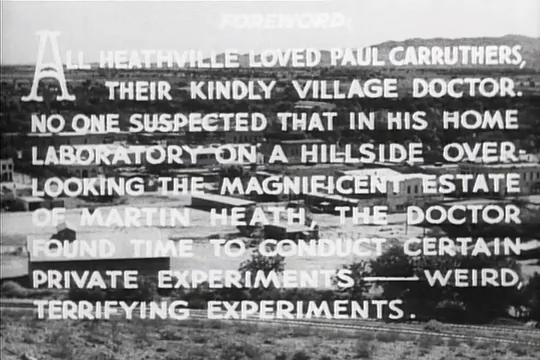 FOREWORD.
ALL HEATHVILLE LOVED PAUL CARRUTHERS,
THEIR KINDLY VILLAGE DOCTOR.
NO ONE SUSPECTED THAT IN HIS HOME
LABORATORY ON A HILLSIDE OVER-
LOOKING THE MAGNIFICENT ESTATE
OF MARTIN HEATH, THE DOCTOR
FOUND TIME TO CONDUCT CERTAIN
PRIVATE EXPERIMENTS — WEIRD,
TERRIFYING EXPERIMENTS.